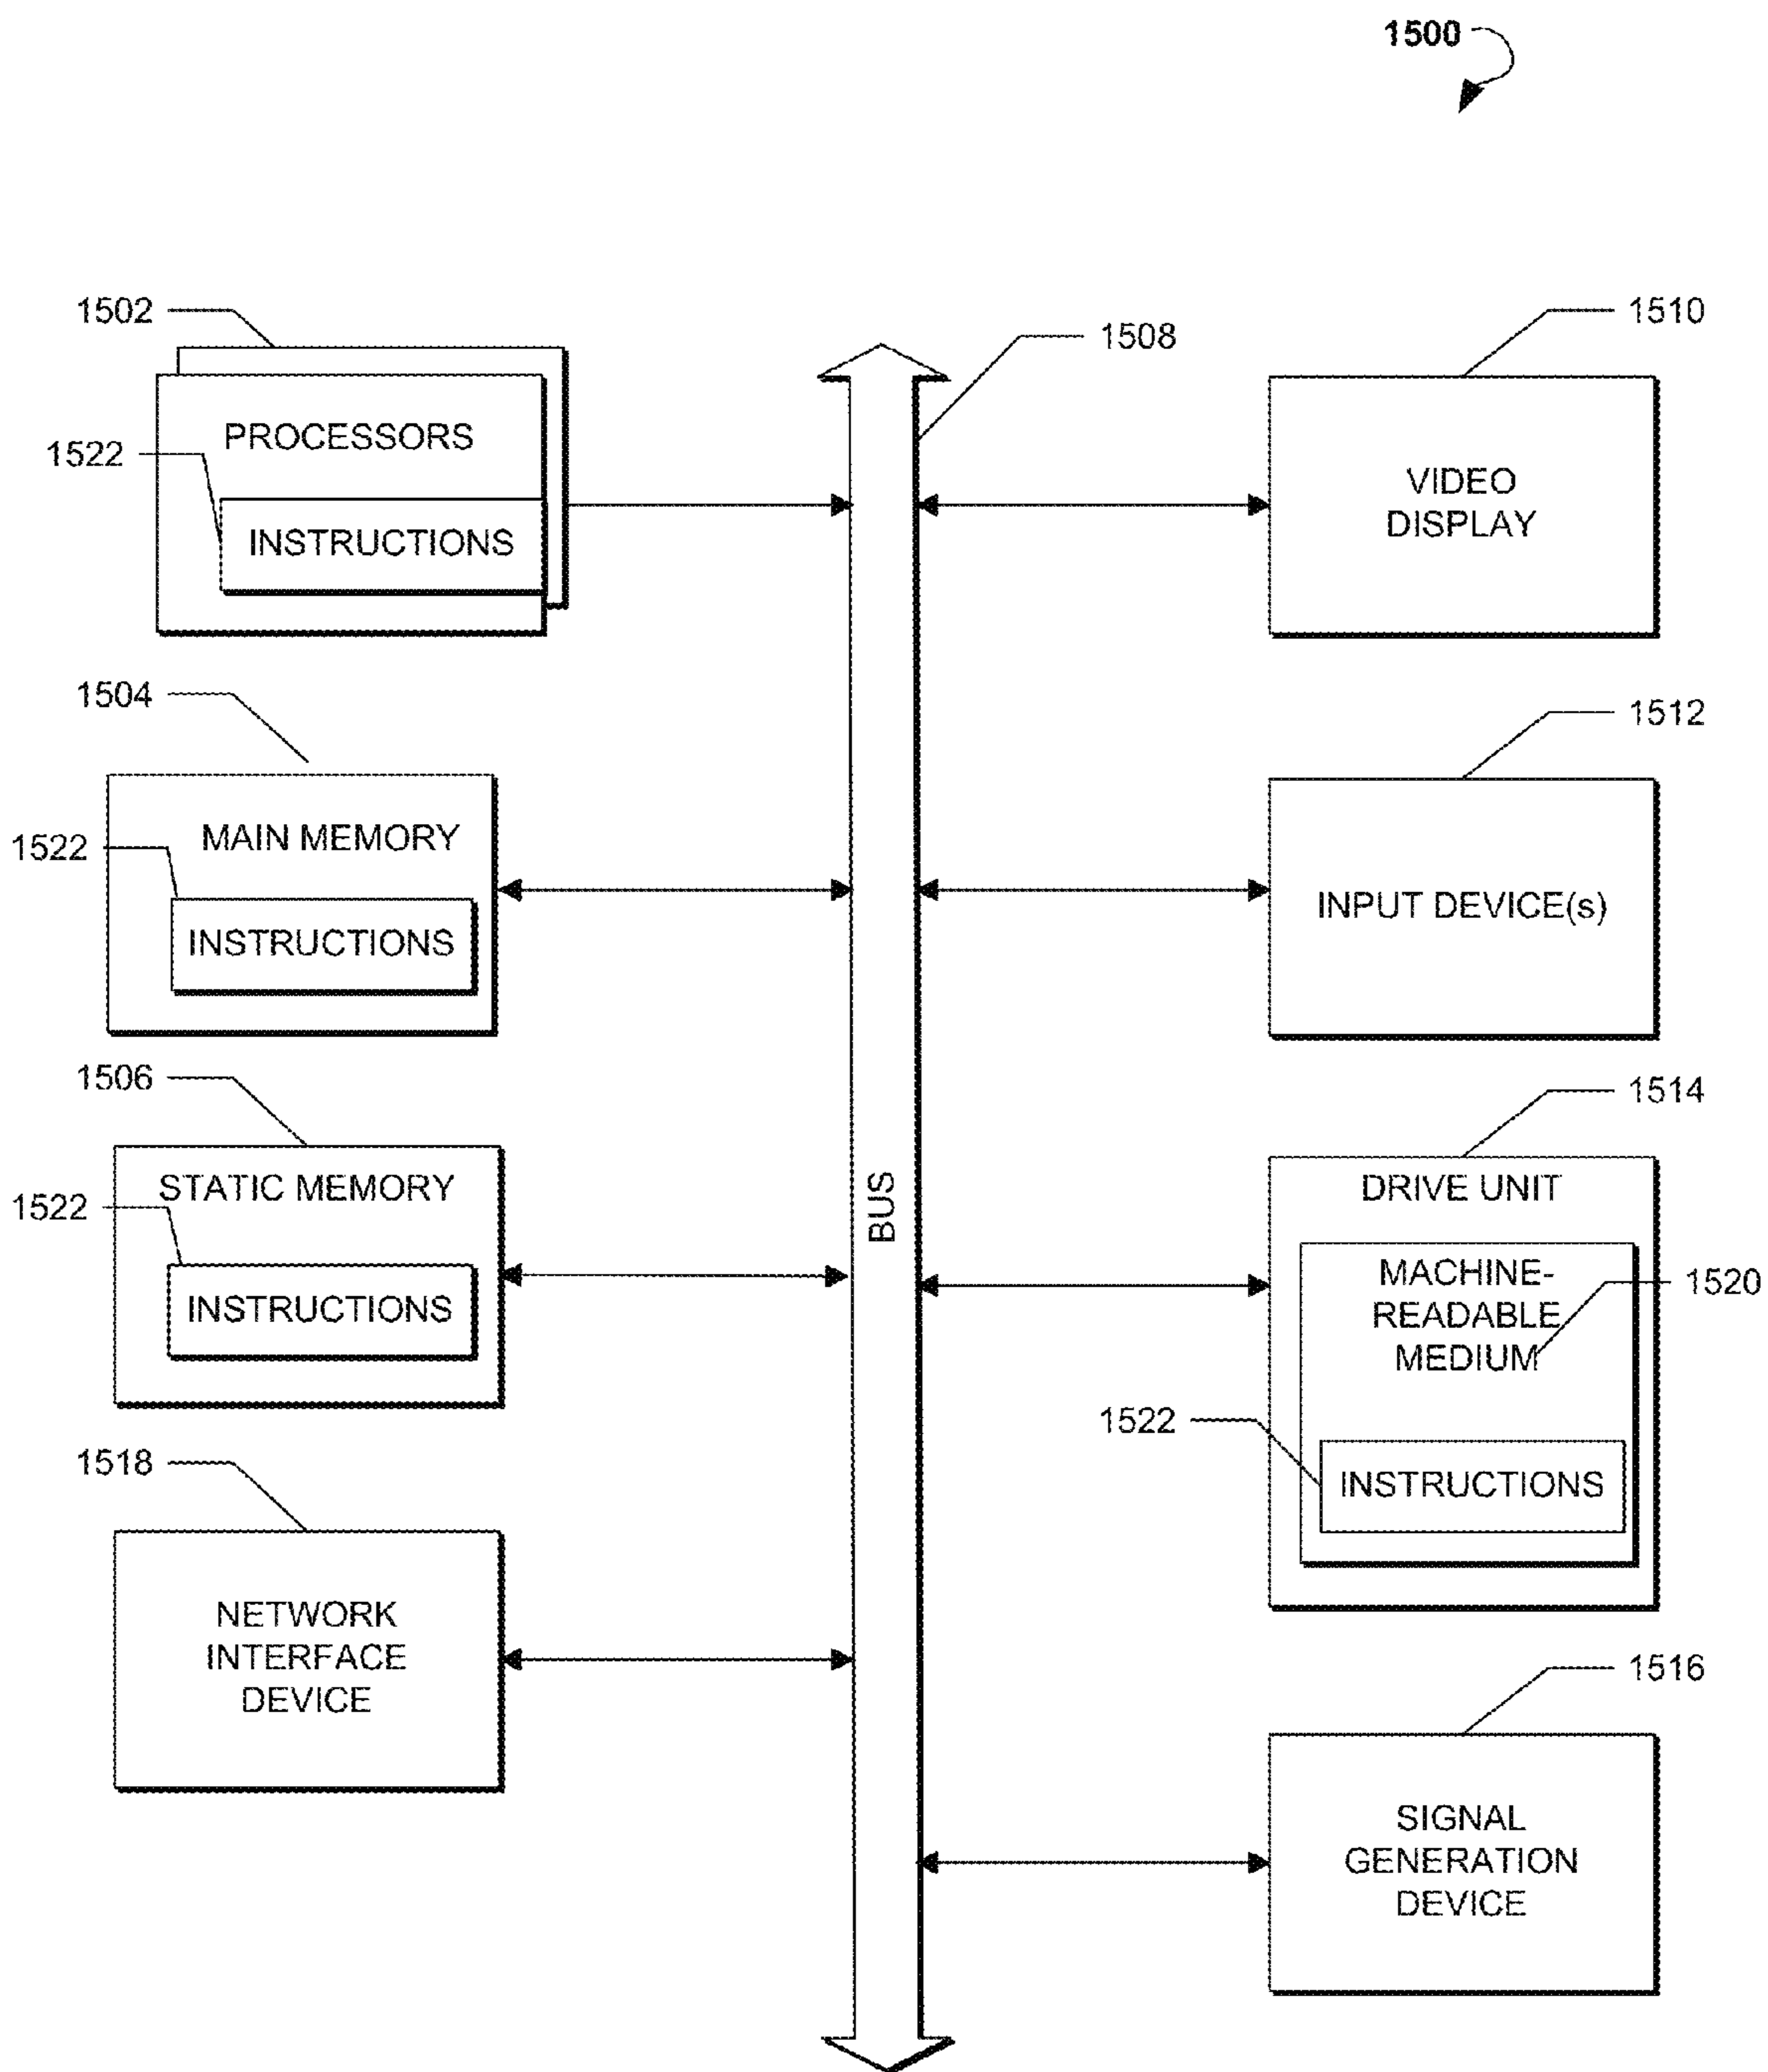 1500
1502
PROCESSORS
1522
INSTRUCTIONS
1504
MAIN MEMORY
1522
INSTRUCTIONS
1506
STATIC MEMORY
1522
INSTRUCTIONS
1518
NETWORK
INTERFACE
DEVICE
1508
BUS
1510
VIDEO
DISPLAY
1512
INPUT DEVICE(s)
1514
DRIVE UNIT
MACHINE-
READABLE
MEDIUM
1520
1522
INSTRUCTIONS
1516
SIGNAL
GENERATION
DEVICE